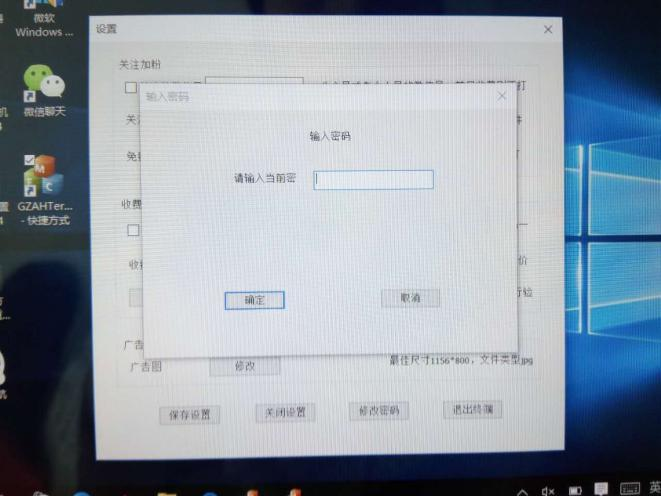 微软
Windows ...
微信聊天
GZAHTer...
- 快捷方式
设置
关注加粉
输入密码
输入密码
请输入当前密
确定
取消
收费
广告图
修改
最佳尺寸1156*800，文件类型jpg
保存设置
关闭设置
修改密码
退出终端
英